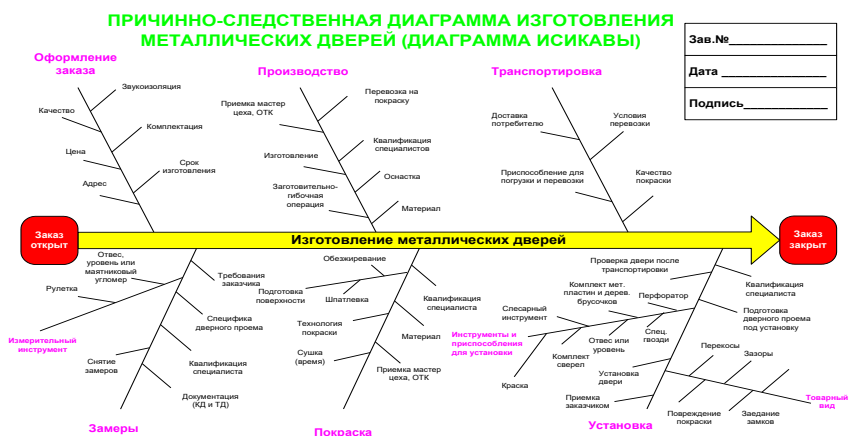 ПРИЧИННО-СЛЕДСТВЕННАЯ ДИАГРАММА ИЗГОТОВЛЕНИЯ
МЕТАЛЛИЧЕСКИХ ДВЕРЕЙ (ДИАГРАММА ИСИКАВЫ)
Зав.№______________
Дата _______________
Подпись____________
Оформление
заказа
Звукоизоляция
Качество
Комплектация
Цена
Срок
изготовления
Адрес
Производство
Перевозка на
покраску
Приемка мастер
цеха, ОТК
Квалификация
специалистов
Изготовление
Оснастка
Заготовительно-
гибочная
операция
Материал
Транспортировка
Доставка
потребителю
Условия
перевозки
Приспособление для
погрузки и перевозки
Качество
покраски
Заказ
открыт
Изготовление металлических дверей
Заказ
закрыт
Отвес,
уровень или
маятниковый
угломер
Рулетка
Измерительный
инструмент
Требования
заказчика
Специфика
дверного проема
Снятие
замеров
Квалификация
специалиста
Документация
(КД и ТД)
Замеры
Обезжиривание
Подготовка
поверхности
Шпатлевка
Квалификация
специалиста
Технология
покраски
Материал
Сушка
(время)
Приемка мастер
цеха, ОТК
Покраска
Проверка двери после
транспортировки
Квалификация
специалиста
Комплект мет.
пластин и дерев.
брусочков
Перфоратор
Слесарный
инструмент
Подготовка
дверного проема
под установку
Инструменты и
приспособления
для установки
Отвес или
уровень
Спец.
гвозди
Комплект
сверел
Краска
Установка
двери
Перекосы
Зазоры
Приемка
заказчиком
Повреждение
покраски
Заедание
замков
Товарный
вид
Установка